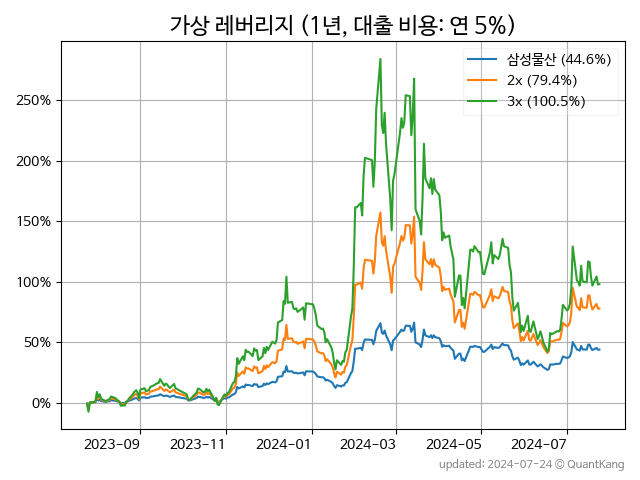 가상 레버리지 (1년, 대출 비용: 연 5%)
삼성물산 (44.6%)
2x (79.4%)
3x (100.5%)
250%
200%
150%
100%
50%
0%
2023-09 2023-11 2024-01 2024-03 2024-05 2024-07
updated: 2024-07-24 @ QuantKang